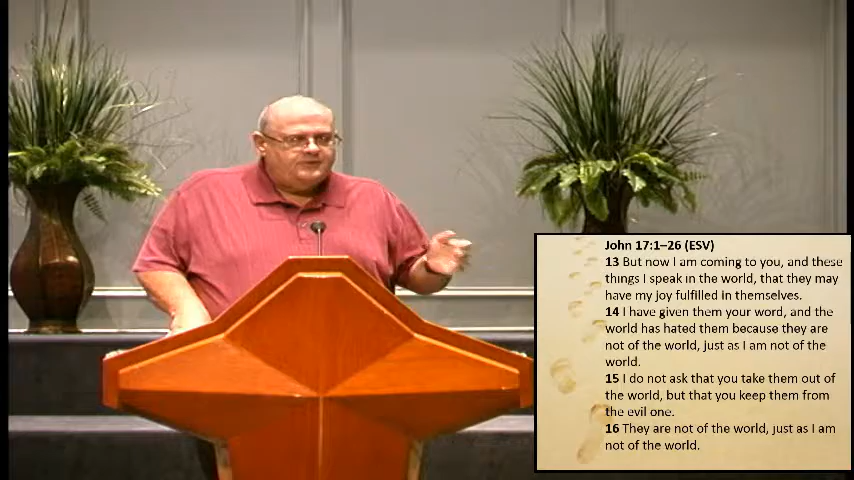 John 17:1–26 (ESV)
13 But now I am coming to you, and these
things I speak in the world, that they may
have my joy fulfilled in themselves.
14 I have given them your word, and the
world has hated them because they are
not of the world, just as I am not of the
world.
15 I do not ask that you take them out of
the world, but that you keep them from
the evil one.
16 They are not of the world, just as I am
not of the world.